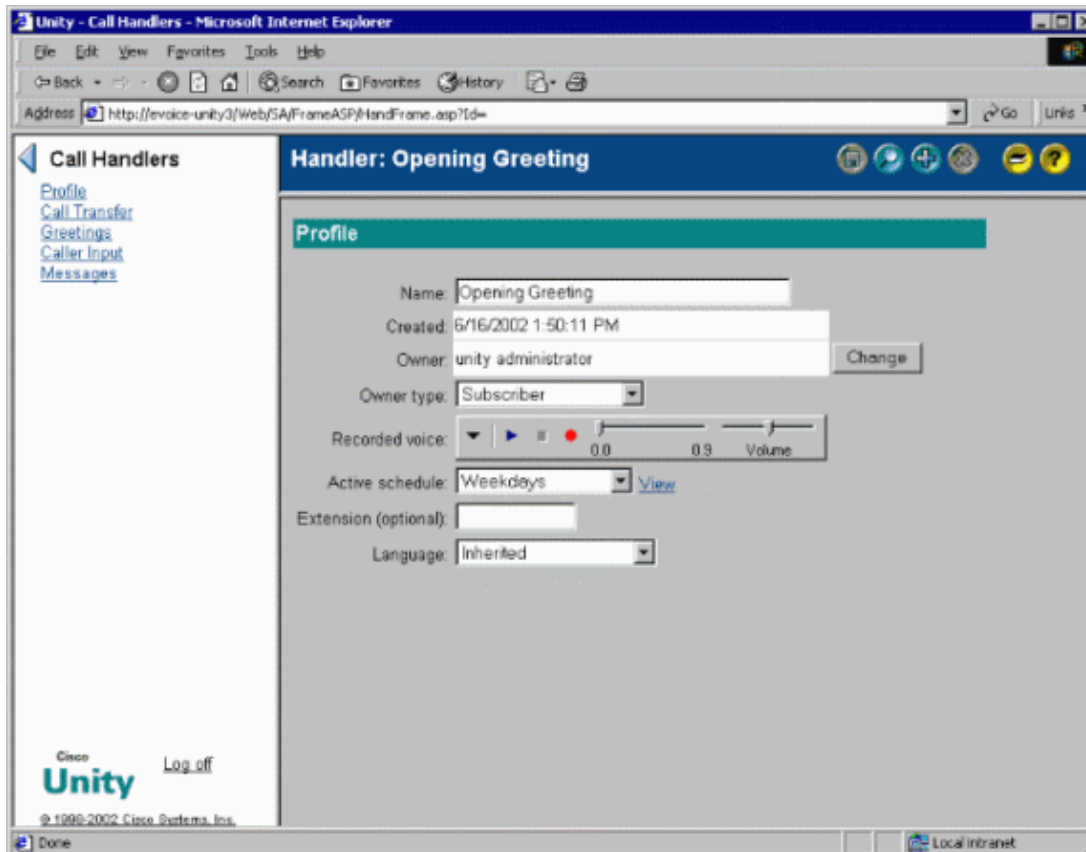 Unity - Call Handlers - Microsoft Internet Explorer
File Edit View Favorites Tools Help
Back Search Favorites History
Address http://evoice-unity3/Web/SA/FrameASP/HandFrame.asp?Id= Go Links
Call Handlers
Profile
Call Transfer
Greetings
Caller Input
Messages
Handler: Opening Greeting
Profile
Name: Opening Greeting
Created: 6/16/2002 1:50:11 PM
Owner: unity administrator Change
Owner type: Subscriber
Recorded voice: 0.0 0.9 Volume
Active schedule: Weekdays View
Extension (optional):
Language: Inherited
Cisco
Unity Log off
© 1998-2002 Cisco Systems, Inc.
Done Local intranet